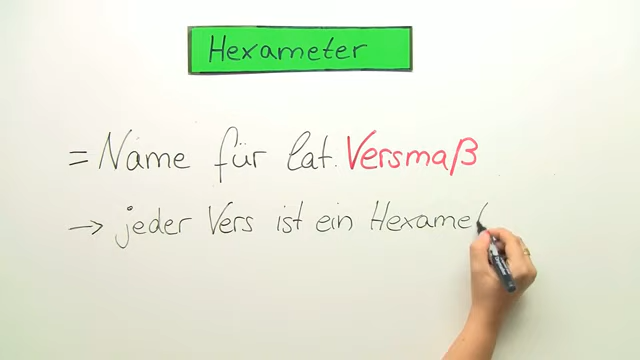 Hexameter
= Name für lat. Versmaß
→ jeder Vers ist ein Hexame